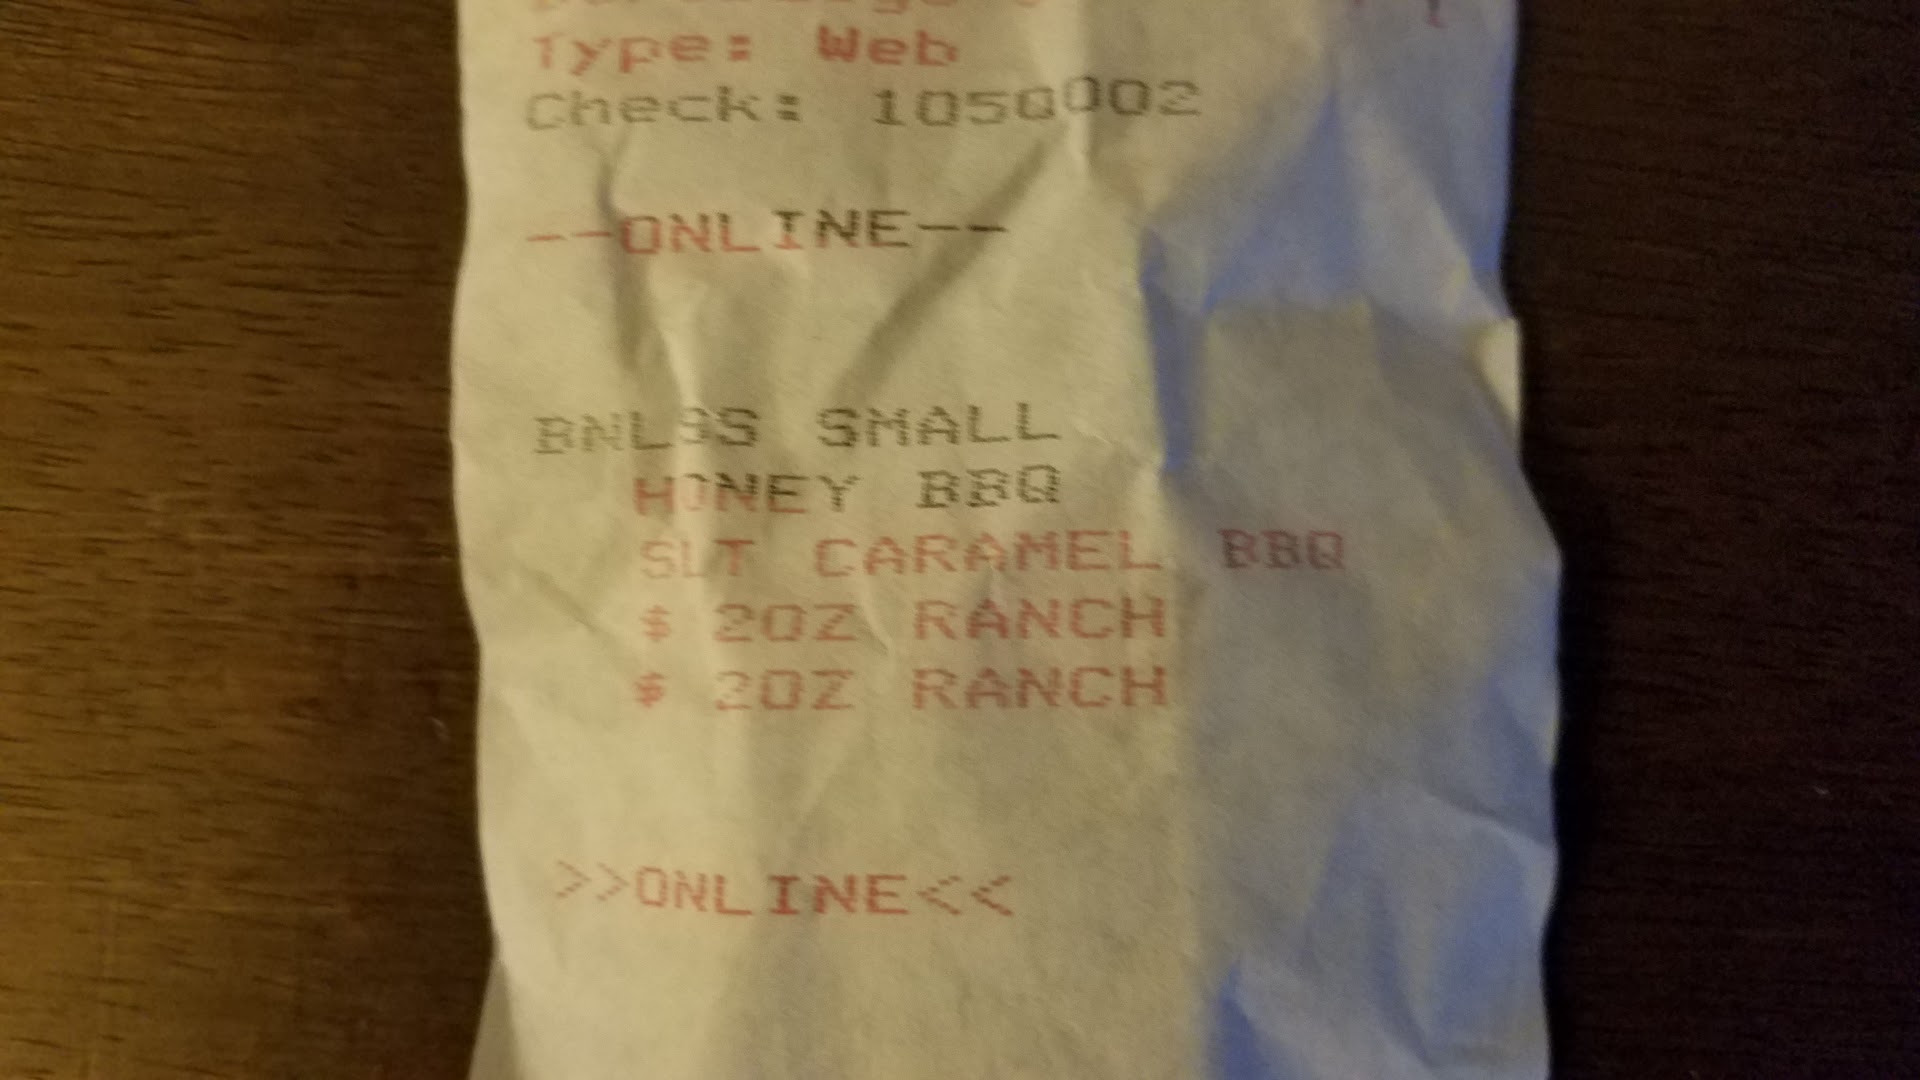 Type: Web
Check: 1050002
--ONLINE--
BNLSS SMALL
HONEY BBQ
SLT CARAMEL BBQ
$ 2OZ RANCH
$ 2OZ RANCH
>>ONLINE<<